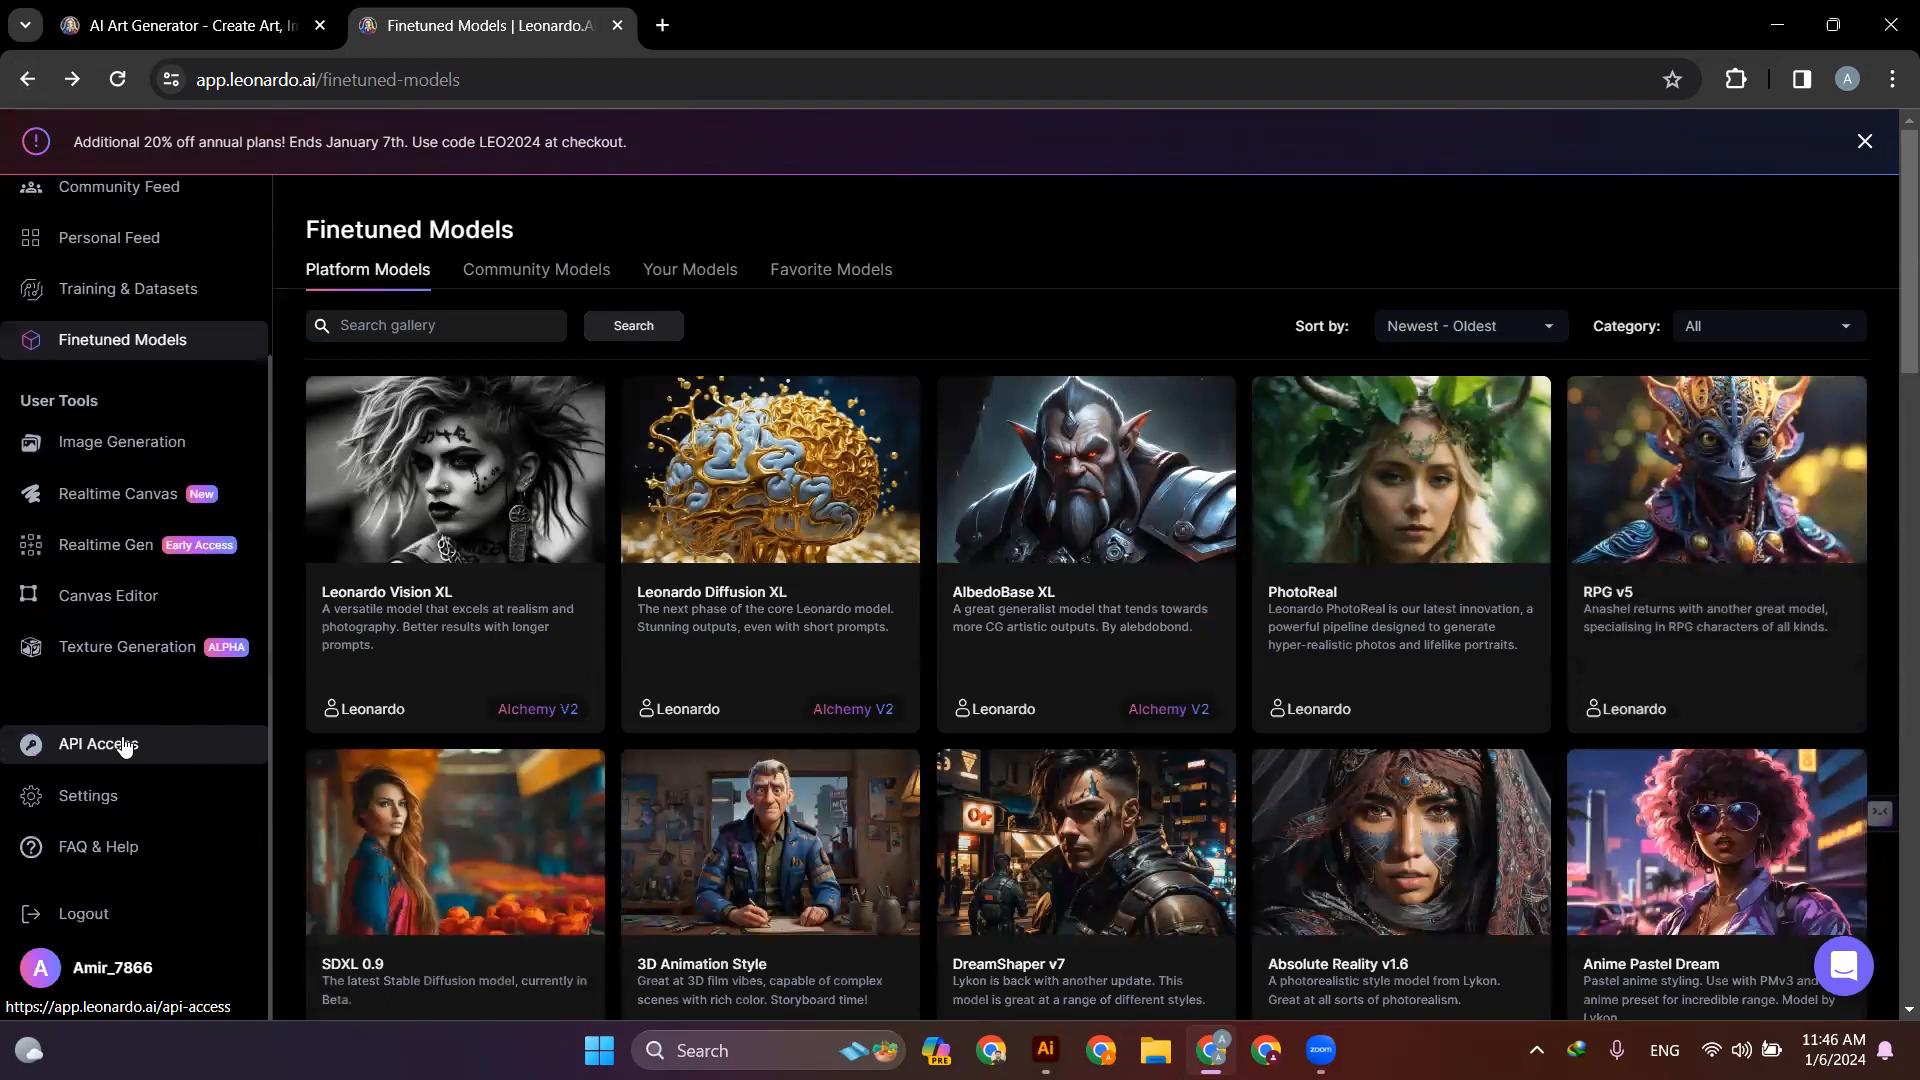 AI Art Generator - Create Art, In
Finetuned Models | Leonardo.A
app.leonardo.ai/finetuned-models
A
Additional 20% off annual plans! Ends January 7th. Use code LEO2024 at checkout.
Community Feed
Personal Feed
Training & Datasets
Finetuned Models
User Tools
Image Generation
Realtime Canvas New
Realtime Gen Early Access
Canvas Editor
Texture Generation ALPHA
API Access
Settings
FAQ & Help
Logout
A Amir_7866
https://app.leonardo.ai/api-access
Finetuned Models
Platform Models Community Models Your Models Favorite Models
Search gallery Search Sort by: Newest - Oldest Category: All
Leonardo Vision XL
A versatile model that excels at realism and
photography. Better results with longer
prompts.
Leonardo Alchemy V2
Leonardo Diffusion XL
The next phase of the core Leonardo model.
Stunning outputs, even with short prompts.
Leonardo Alchemy V2
AlbedoBase XL
A great generalist model that tends towards
more CG artistic outputs. By alebdobond.
Leonardo Alchemy V2
PhotoReal
Leonardo PhotoReal is our latest innovation, a
powerful pipeline designed to generate
hyper-realistic photos and lifelike portraits.
Leonardo
RPG v5
Anashel returns with another great model,
specialising in RPG characters of all kinds.
Leonardo
SDXL 0.9
The latest Stable Diffusion model, currently in
Beta.
3D Animation Style
Great at 3D film vibes, capable of complex
scenes with rich color. Storyboard time!
DreamShaper v7
Lykon is back with another update. This
model is great at a range of different styles.
Absolute Reality v1.6
A photorealistic style model from Lykon.
Great at all sorts of photorealism.
Anime Pastel Dream
Pastel anime styling. Use with PMv3 and
anime preset for incredible range. Model by
Lykon
Search
PRE
Ai
A
zoom
ENG
11:46 AM
1/6/2024